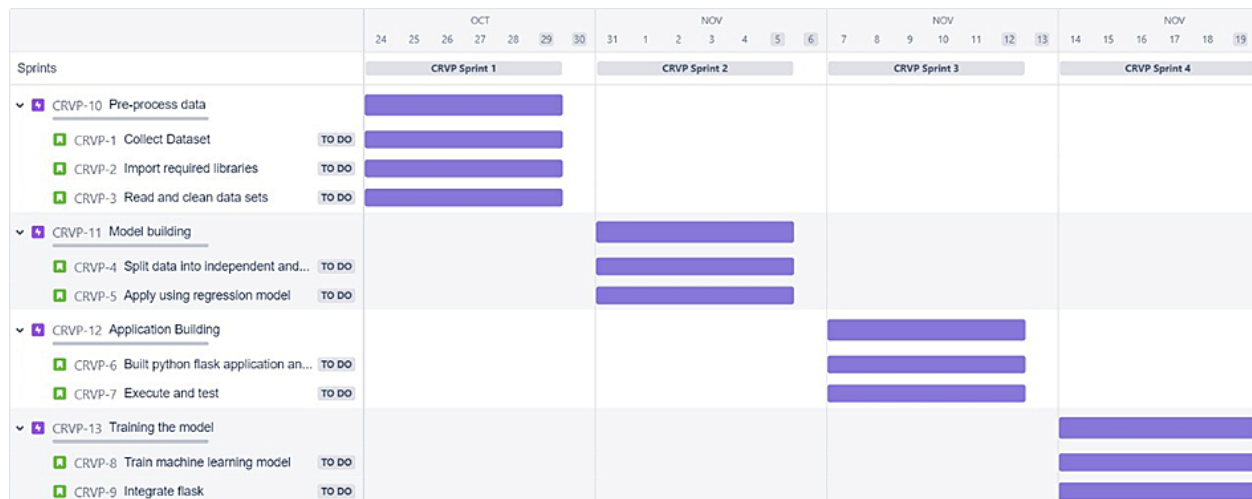 OCT NOV NOV NOV
24 25 26 27 28 29 30 31 1 2 3 4 5 6 7 8 9 10 11 12 13 14 15 16 17 18 19
Sprints CRVP Sprint 1 CRVP Sprint 2 CRVP Sprint 3 CRVP Sprint 4
CRVP-10 Pre-process data
CRVP-1 Collect Dataset TO DO
CRVP-2 Import required libraries TO DO
CRVP-3 Read and clean data sets TO DO
CRVP-11 Model building
CRVP-4 Split data into independent and... TO DO
CRVP-5 Apply using regression model TO DO
CRVP-12 Application Building
CRVP-6 Built python flask application an... TO DO
CRVP-7 Execute and test TO DO
CRVP-13 Training the model
CRVP-8 Train machine learning model TO DO
CRVP-9 Integrate flask TO DO